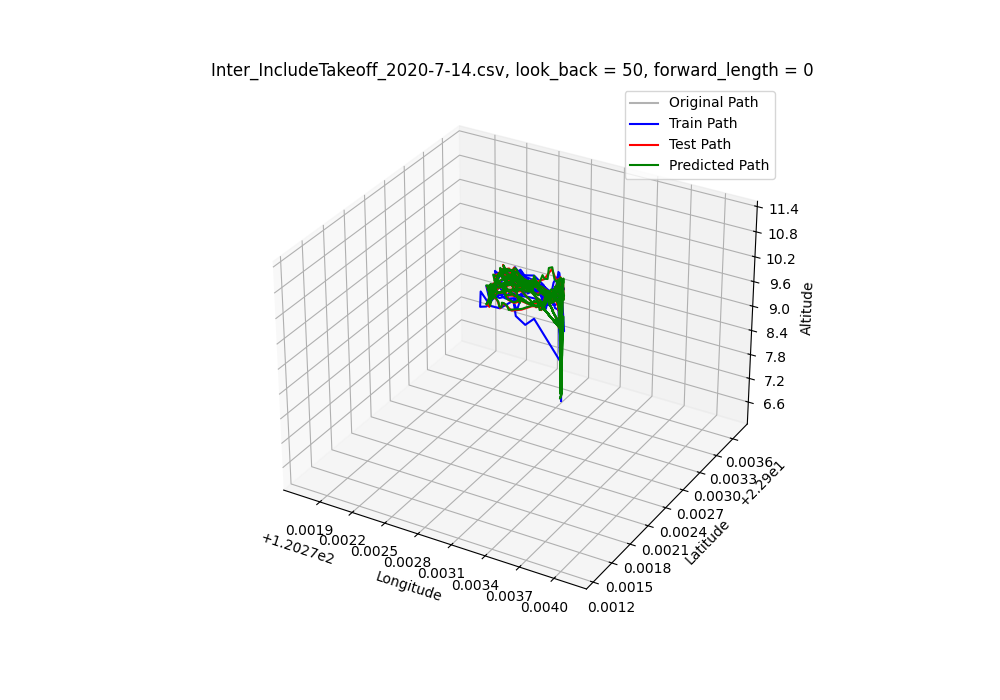 Inter_IncludeTakeoff_2020-7-14.csv, look_back = 50, forward_length = 0
Original Path
Train Path
Test Path
Predicted Path
11.4
10.8
10.2
9.6
9.0
8.4
7.8
7.2
6.6
Altitude
0.0036
0.0033
0.0030
0.0027
0.0024
0.0021
0.0018
0.0015
0.0012
+2.29e1
Latitude
0.0019
0.0022
0.0025
0.0028
0.0031
0.0034
0.0037
0.0040
+1.2027e2
Longitude